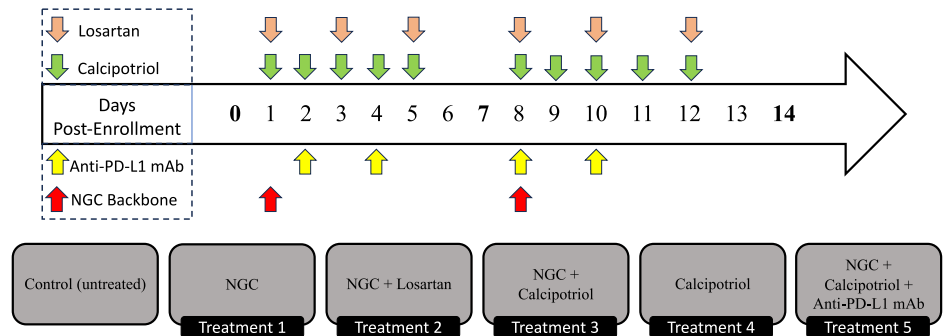 Losartan
Calcipotriol
Days
Post-Enrollment
0 1 2 3 4 5 6 7 8 9 10 11 12 13 14
Anti-PD-L1 mAb
NGC Backbone
Control (untreated)
NGC
Treatment 1
NGC + Losartan
Treatment 2
NGC +
Calcipotriol
Treatment 3
Calcipotriol
Treatment 4
NGC +
Calcipotriol +
Anti-PD-L1 mAb
Treatment 5